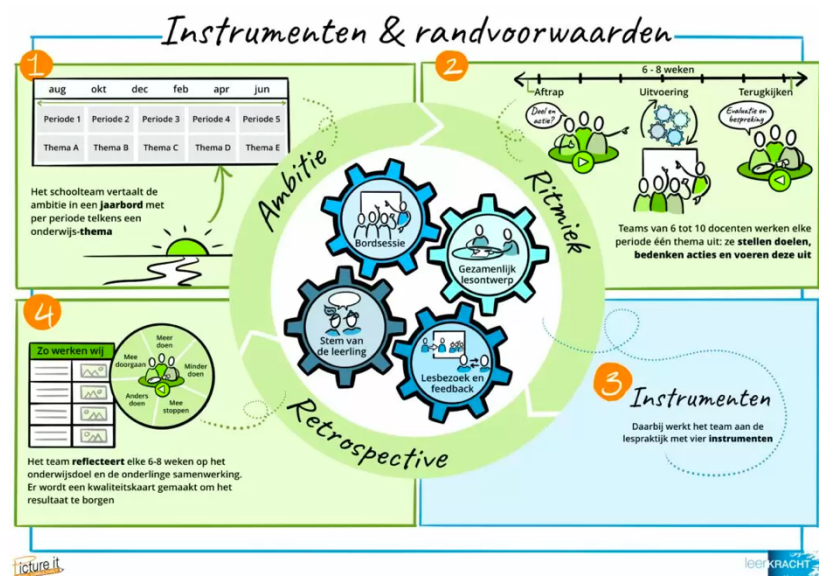 Instrumenten & randvoorwaarden
1
aug okt dec feb apr jun
Periode 1 Periode 2 Periode 3 Periode 4 Periode 5
Thema A Thema B Thema C Thema D Thema E
Het schoolteam vertaalt de
ambitie in een jaarbord met
per periode telkens een
onderwijs-thema
Ambitie
2
6 - 8 weken
Aftrap Uitvoering Terugkijken
Doel en
actie?
Evaluatie en
bespreking
Teams van 6 tot 10 docenten werken elke
periode één thema uit: ze stellen doelen,
bedenken acties en voeren deze uit
Ritmiek
Bordsessie
Gezamenlijk
lesontwerp
Stem van
de leerling
Lesbezoek en
feedback
3
Instrumenten
Daarbij werkt het team aan de
lespraktijk met vier instrumenten
4
Zo werken wij
Meer
doen
Minder
doen
Mee
stoppen
Anders
doen
Mee
doorgaan
Het team reflecteert elke 6-8 weken op het
onderwijsdoel en de onderlinge samenwerking.
Er wordt een kwaliteitskaart gemaakt om het
resultaat te borgen
Retrospective
Picture it
leerKRACHT